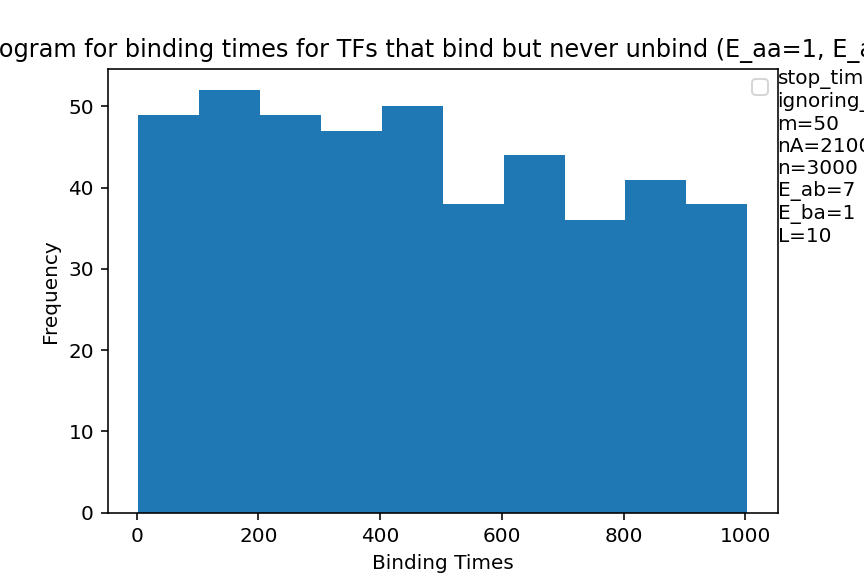 ogram for binding times for TFs that bind but never unbind (E_aa=1, E_a
stop_tim
ignoring_
m=50
nA=2100
n=3000
E_ab=7
E_ba=1
L=10
Frequency
50
40
30
20
10
0
0 200 400 600 800 1000
Binding Times